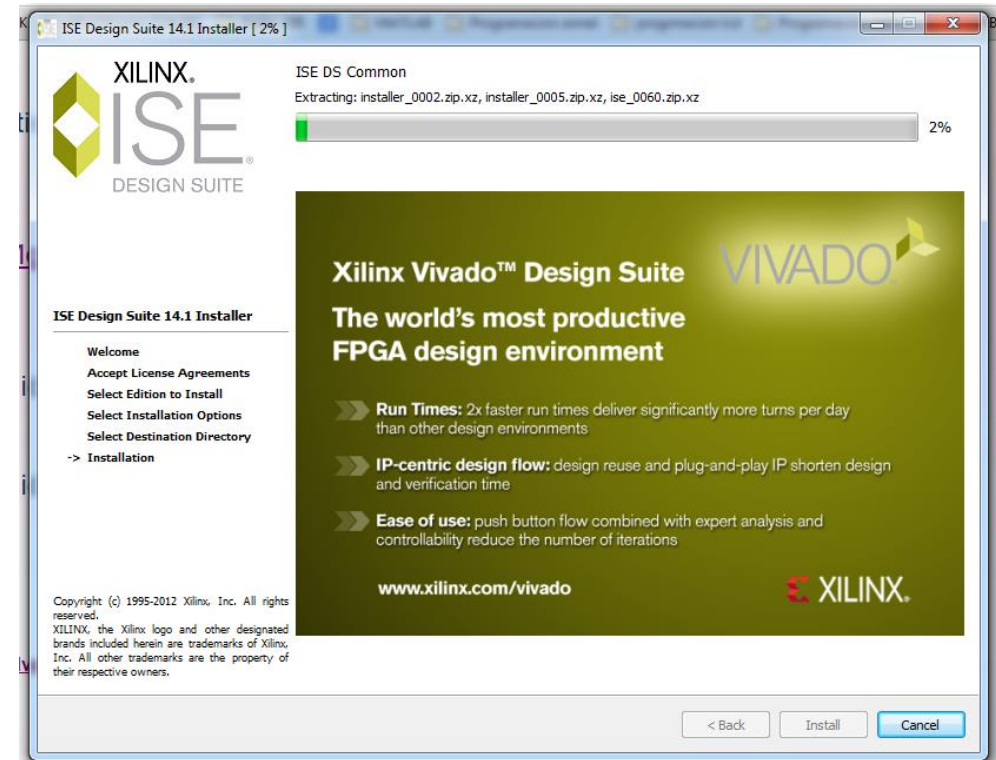 ISE Design Suite 14.1 Installer [ 2% ]
XILINX®
ISE®
DESIGN SUITE
ISE DS Common
Extracting: installer_0002.zip.xz, installer_0005.zip.xz, ise_0060.zip.xz
2%
VIVADO
Xilinx Vivado™ Design Suite
The world's most productive
FPGA design environment
Run Times: 2x faster run times deliver significantly more turns per day
than other design environments
IP-centric design flow: design reuse and plug-and-play IP shorten design
and verification time
Ease of use: push button flow combined with expert analysis and
controllability reduce the number of iterations
www.xilinx.com/vivado
XILINX®
ISE Design Suite 14.1 Installer
Welcome
Accept License Agreements
Select Edition to Install
Select Installation Options
Select Destination Directory
-> Installation
Copyright (c) 1995-2012 Xilinx, Inc. All rights
reserved.
XILINX, the Xilinx logo and other designated
brands included herein are trademarks of Xilinx,
Inc. All other trademarks are the property of
their respective owners.
< Back
Install
Cancel